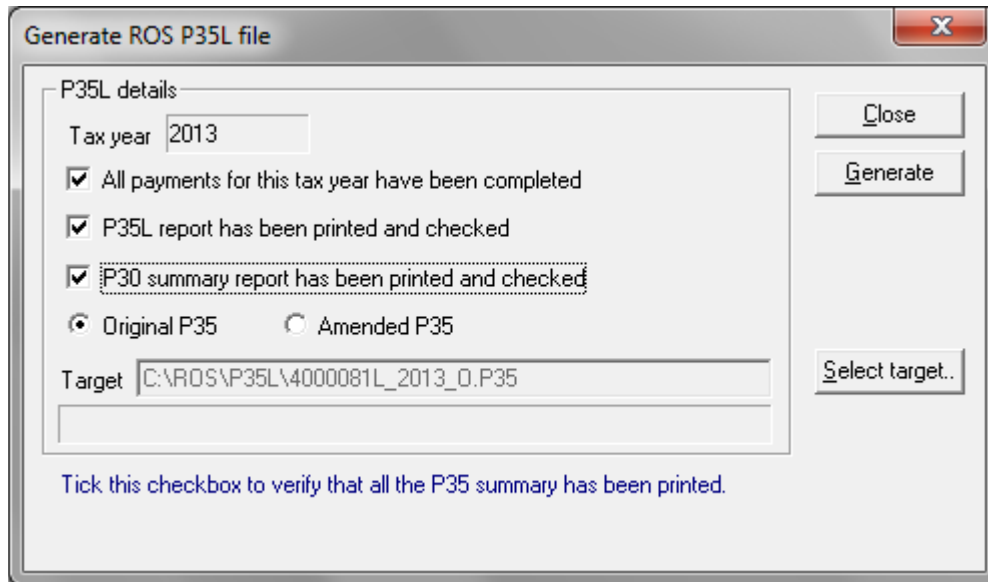 Generate ROS P35L file
P35L details
Close
Tax year 2013
All payments for this tax year have been completed
Generate
P35L report has been printed and checked
P30 summary report has been printed and checked
Original P35 Amended P35
Target C:\ROS\P35L\4000081L_2013_O.P35
Select target..
Tick this checkbox to verify that all the P35 summary has been printed.